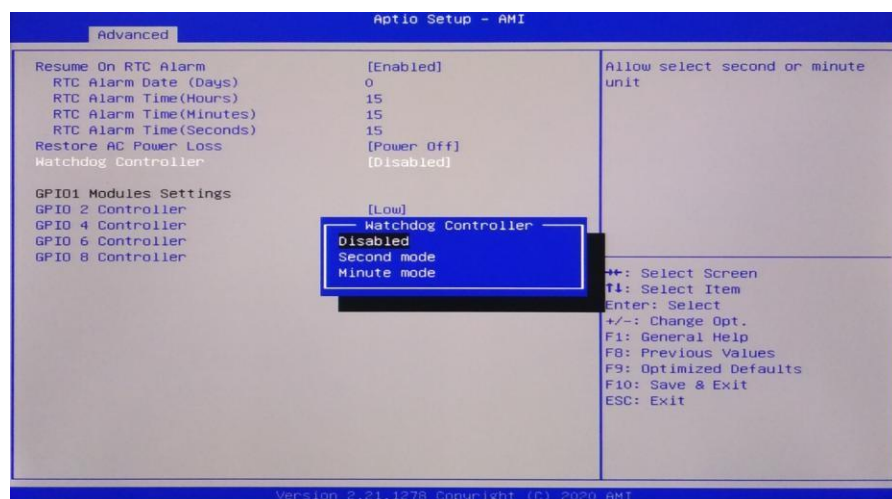 Aptio Setup - AMI
Advanced
Resume On RTC Alarm [Enabled]
RTC Alarm Date (Days) 0
RTC Alarm Time(Hours) 15
RTC Alarm Time(Minutes) 15
RTC Alarm Time(Seconds) 15
Restore AC Power Loss [Power Off]
Watchdog Controller [Disabled]
GPIO1 Modules Settings
GPIO 2 Controller [Low]
GPIO 4 Controller
GPIO 6 Controller
GPIO 8 Controller
Watchdog Controller
Disabled
Second mode
Minute mode
Allow select second or minute
unit
→←: Select Screen
↑↓: Select Item
Enter: Select
+/-: Change Opt.
F1: General Help
F8: Previous Values
F9: Optimized Defaults
F10: Save & Exit
ESC: Exit
Version 2.21.1278 Copyright (C) 2020 AMI